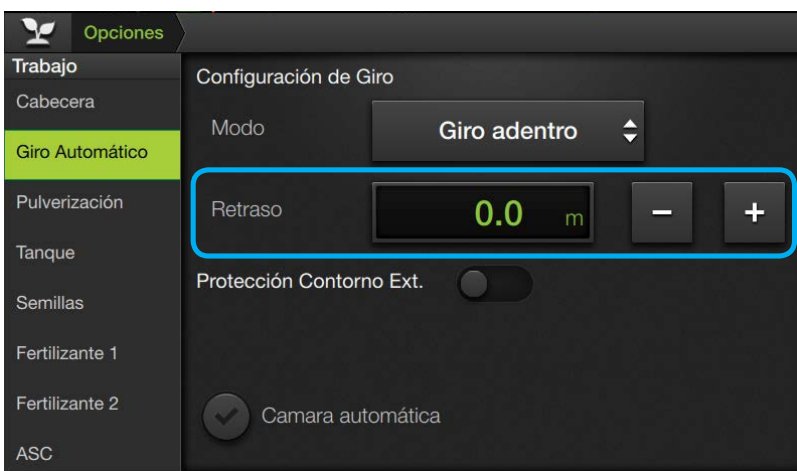 Opciones
Trabajo
Cabecera
Giro Automático
Pulverización
Tanque
Semillas
Fertilizante 1
Fertilizante 2
ASC
Configuración de Giro
Modo Giro adentro
Retraso 0.0 m − +
Protección Contorno Ext.
Camara automática